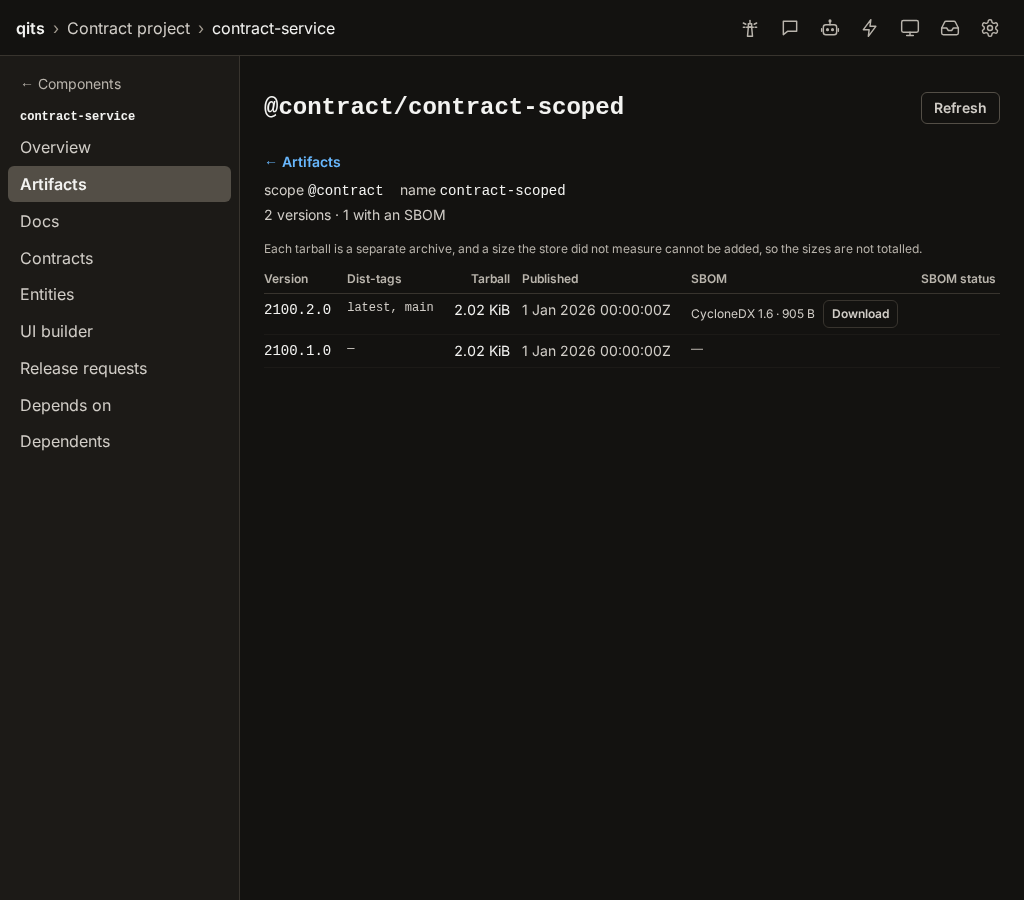 qits › Contract project › contract-service
← Components
contract-service
Overview
Artifacts
Docs
Contracts
Entities
UI builder
Release requests
Depends on
Dependents
@contract/contract-scoped
Refresh
← Artifacts
scope @contract name contract-scoped
2 versions · 1 with an SBOM
Each tarball is a separate archive, and a size the store did not measure cannot be added, so the sizes are not totalled.
Version Dist-tags Tarball Published SBOM SBOM status
2100.2.0 latest, main 2.02 KiB 1 Jan 2026 00:00:00Z CycloneDX 1.6 · 905 B Download
2100.1.0 — 2.02 KiB 1 Jan 2026 00:00:00Z —